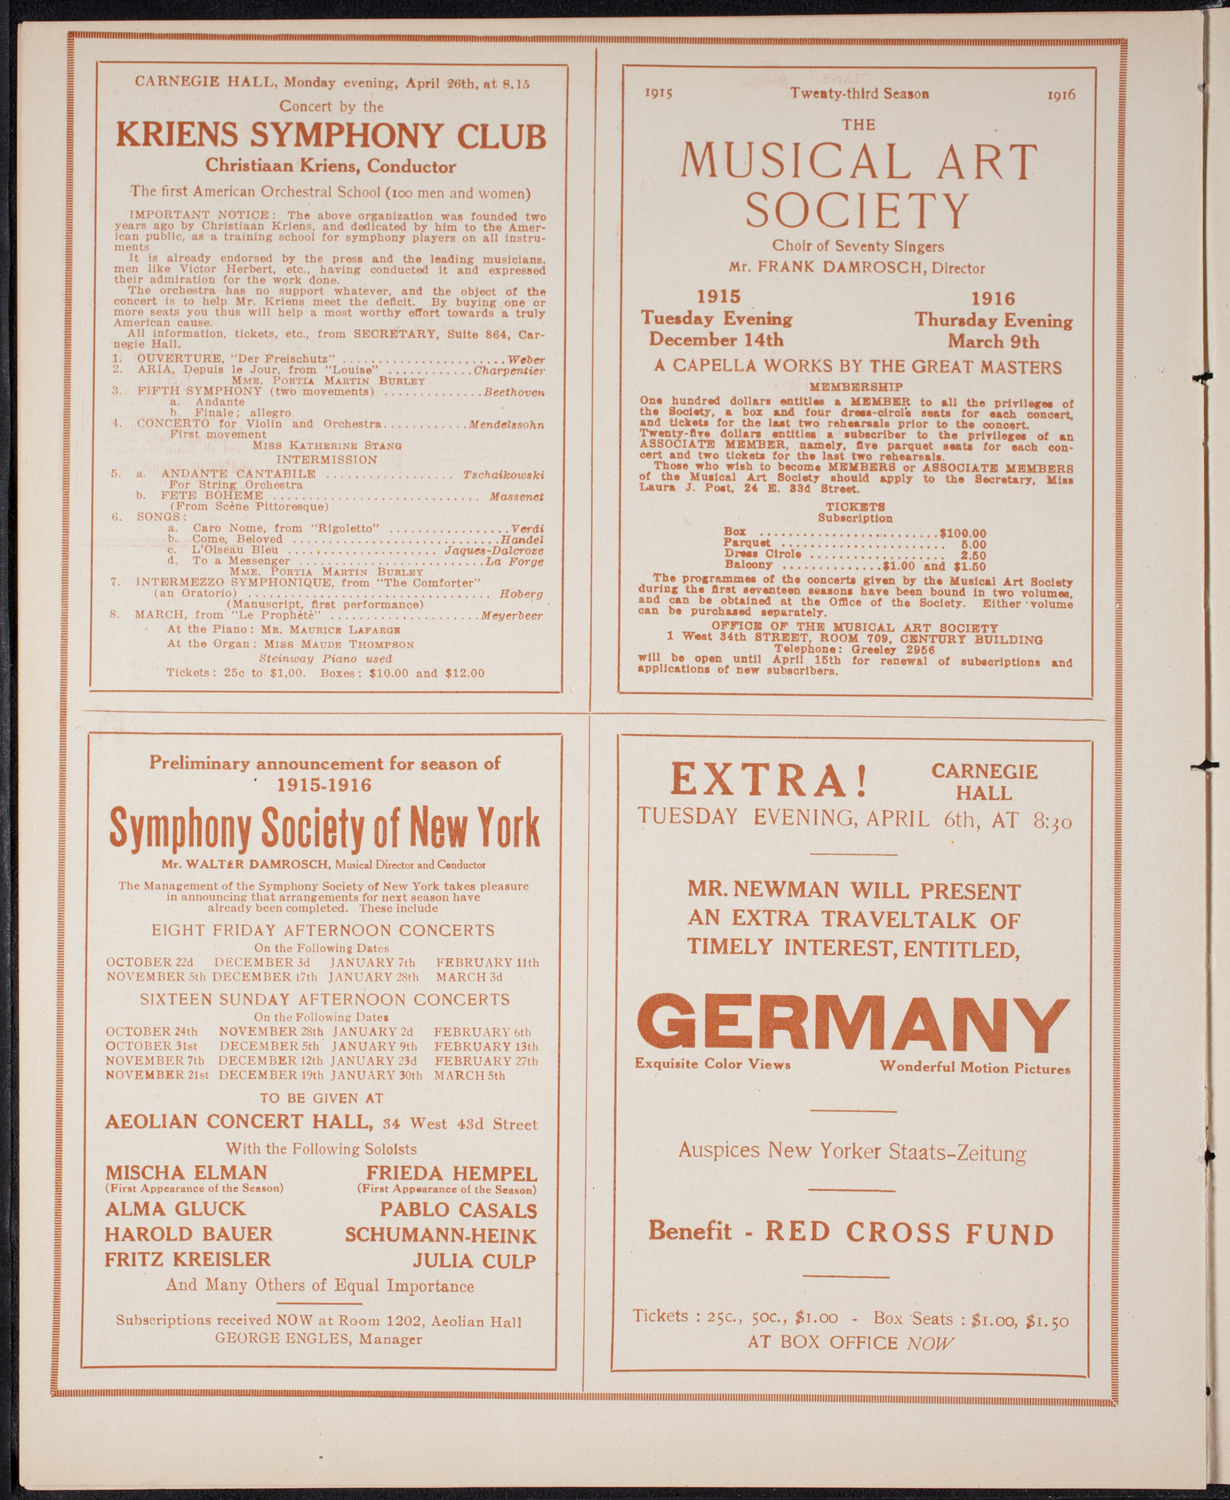 CARNEGIE HALL, Monday evening, April 26th, at 8.15
Concert by the
KRIENS SYMPHONY CLUB
Christiaan Kriens, Conductor
The first American Orchestral School (100 men and women)
IMPORTANT NOTICE: The above organization was founded two
years ago by Christiaan Kriens, and dedicated by him to the Amer-
ican public, as a training school for symphony players on all instru-
ments
It is already endorsed by the press and the leading musicians,
men like Victor Herbert, etc., having conducted it and expressed
their admiration for the work done.
The orchestra has no support whatever, and the object of the
concert is to help Mr. Kriens meet the deficit. By buying one or
more seats you thus will help a most worthy effort towards a truly
American cause.
All information, tickets, etc., from SECRETARY, Suite 864, Car-
negie Hall.
1. OUVERTURE, "Der Freischutz" ......................Weber
2. ARIA, Depuis le Jour, from "Louise" ............Charpentier
MME. PORTIA MARTIN BURLEY
3. FIFTH SYMPHONY (two movements) ..............Beethoven
a. Andante
b. Finale; allegro
4. CONCERTO for Violin and Orchestra............Mendelssohn
First movement
MISS KATHERINE STANG
INTERMISSION
5. a. ANDANTE CANTABILE ..................Tschaikowski
For String Orchestra
b. FETE BOHEME .............................Massenet
(From Scène Pittoresque)
6. SONGS:
a. Caro Nome, from "Rigoletto" .................Verdi
b. Come, Beloved .............................Handel
c. L'Oiseau Bleu .....................Jaques-Dalcroze
d. To a Messenger ..........................La Forge
MME. PORTIA MARTIN BURLEY
7. INTERMEZZO SYMPHONIQUE, from "The Comforter"
(an Oratorio) ..................................Hoberg
(Manuscript, first performance)
8. MARCH, from "Le Prophêtê" .....................Meyerbeer
At the Piano: MR. MAURICE LAFARGE
At the Organ: MISS MAUDE THOMPSON
Steinway Piano used
Tickets: 25c to $1,00. Boxes: $10.00 and $12.00
1915 Twenty-third Season 1916
THE
MUSICAL ART
SOCIETY
Choir of Seventy Singers
Mr. FRANK DAMROSCH, Director
1915 1916
Tuesday Evening Thursday Evening
December 14th March 9th
A CAPELLA WORKS BY THE GREAT MASTERS
MEMBERSHIP
One hundred dollars entitles a MEMBER to all the privileges of
the Society, a box and four dress-circle seats for each concert,
and tickets for the last two rehearsals prior to the concert.
Twenty-five dollars entitles a subscriber to the privileges of an
ASSOCIATE MEMBER, namely, five parquet seats for each con-
cert and two tickets for the last two rehearsals.
Those who wish to become MEMBERS or ASSOCIATE MEMBERS
of the Musical Art Society should apply to the Secretary, Miss
Laura J. Post, 24 E. 33d Street.
TICKETS
Subscription
Box .........................$100.00
Parquet ....................... 5.00
Dress Circle ................... 2.50
Balcony ..............$1.00 and $1.50
The programmes of the concerts given by the Musical Art Society
during the first seventeen seasons have been bound in two volumes,
and can be obtained at the Office of the Society. Either volume
can be purchased separately.
OFFICE OF THE MUSICAL ART SOCIETY
1 West 34th STREET, ROOM 709, CENTURY BUILDING
Telephone: Greeley 2956
will be open until April 15th for renewal of subscriptions and
applications of new subscribers.
Preliminary announcement for season of
1915-1916
Symphony Society of New York
Mr. WALTER DAMROSCH, Musical Director and Conductor
The Management of the Symphony Society of New York takes pleasure
in announcing that arrangements for next season have
already been completed. These include
EIGHT FRIDAY AFTERNOON CONCERTS
On the Following Dates
OCTOBER 22d DECEMBER 3d JANUARY 7th FEBRUARY 11th
NOVEMBER 5th DECEMBER 17th JANUARY 28th MARCH 3d
SIXTEEN SUNDAY AFTERNOON CONCERTS
On the Following Dates
OCTOBER 24th NOVEMBER 28th JANUARY 2d FEBRUARY 6th
OCTOBER 31st DECEMBER 5th JANUARY 9th FEBRUARY 13th
NOVEMBER 7th DECEMBER 12th JANUARY 23d FEBRUARY 27th
NOVEMBER 21st DECEMBER 19th JANUARY 30th MARCH 5th
TO BE GIVEN AT
AEOLIAN CONCERT HALL, 34 West 43d Street
With the Following Soloists
MISCHA ELMAN FRIEDA HEMPEL
(First Appearance of the Season) (First Appearance of the Season)
ALMA GLUCK PABLO CASALS
HAROLD BAUER SCHUMANN-HEINK
FRITZ KREISLER JULIA CULP
And Many Others of Equal Importance
Subscriptions received NOW at Room 1202, Aeolian Hall
GEORGE ENGLES, Manager
EXTRA! CARNEGIE
HALL
TUESDAY EVENING, APRIL 6th, AT 8:30
MR. NEWMAN WILL PRESENT
AN EXTRA TRAVELTALK OF
TIMELY INTEREST, ENTITLED,
GERMANY
Exquisite Color Views Wonderful Motion Pictures
Auspices New Yorker Staats-Zeitung
Benefit - RED CROSS FUND
Tickets : 25c., 50c., $1.00 - Box Seats : $1.00, $1.50
AT BOX OFFICE NOW